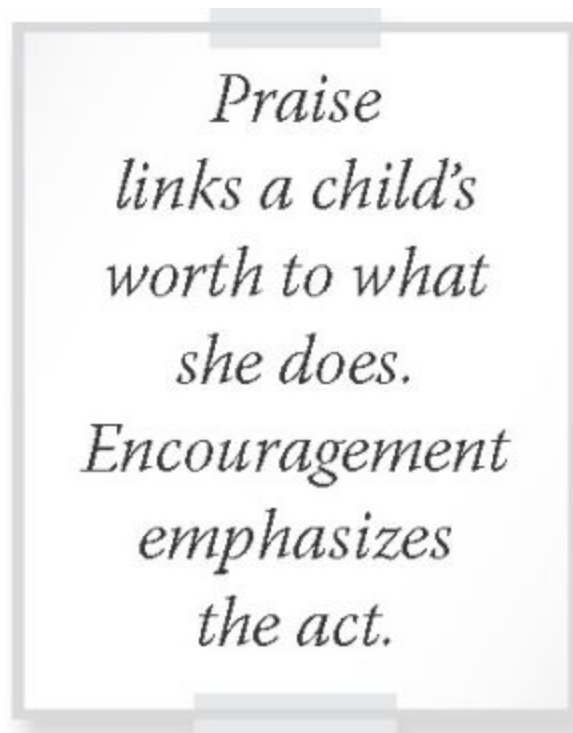 Praise
links a child’s
worth to what
she does.
Encouragement
emphasizes
the act.